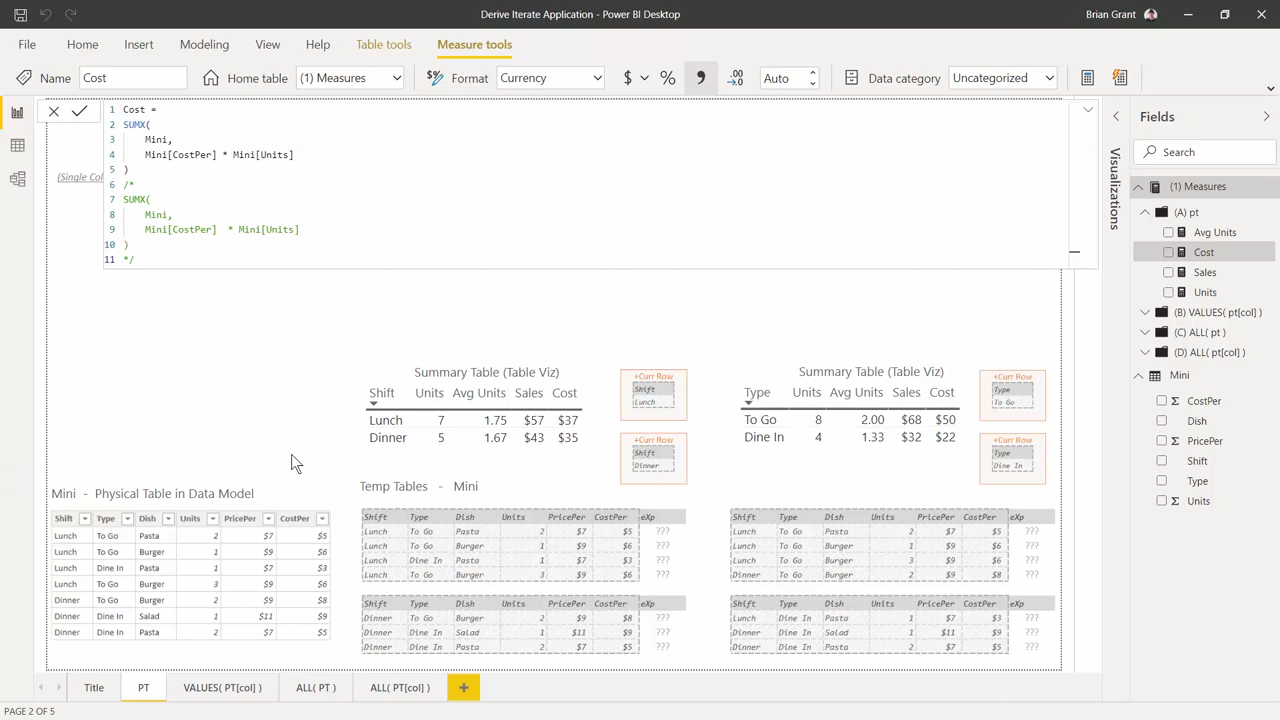 Derive Iterate Application - Power BI Desktop
Brian Grant
File Home Insert Modeling View Help Table tools Measure tools
Name Cost Home table (1) Measures Format Currency $ % , .00 Auto Data category Uncategorized
1 Cost =
2 SUMX(
3 Mini,
4 Mini[CostPer] * Mini[Units]
5 )
6 /*
7 SUMX(
8 Mini,
9 Mini[CostPer] * Mini[Units]
10 )
11 */
(Single Col
Summary Table (Table Viz)
Shift Units Avg Units Sales Cost
Lunch 7 1.75 $57 $37
Dinner 5 1.67 $43 $35
+Curr Row
Shift
Lunch
+Curr Row
Shift
Dinner
Summary Table (Table Viz)
Type Units Avg Units Sales Cost
To Go 8 2.00 $68 $50
Dine In 4 1.33 $32 $22
+Curr Row
Type
To Go
+Curr Row
Type
Dine In
Mini - Physical Table in Data Model
Shift Type Dish Units PricePer CostPer
Lunch To Go Pasta 2 $7 $5
Lunch To Go Burger 1 $9 $6
Lunch Dine In Pasta 1 $7 $3
Lunch To Go Burger 3 $9 $6
Dinner To Go Burger 2 $9 $8
Dinner Dine In Salad 1 $11 $9
Dinner Dine In Pasta 2 $7 $5
Temp Tables - Mini
Shift Type Dish Units PricePer CostPer eXp
Lunch To Go Pasta 2 $7 $5 ???
Lunch To Go Burger 1 $9 $6 ???
Lunch Dine In Pasta 1 $7 $3 ???
Lunch To Go Burger 3 $9 $6 ???
Shift Type Dish Units PricePer CostPer eXp
Dinner To Go Burger 2 $9 $8 ???
Dinner Dine In Salad 1 $11 $9 ???
Dinner Dine In Pasta 2 $7 $5 ???
Shift Type Dish Units PricePer CostPer eXp
Lunch To Go Pasta 2 $7 $5 ???
Lunch To Go Burger 1 $9 $6 ???
Lunch To Go Burger 3 $9 $6 ???
Dinner To Go Burger 2 $9 $8 ???
Shift Type Dish Units PricePer CostPer eXp
Lunch Dine In Pasta 1 $7 $3 ???
Dinner Dine In Salad 1 $11 $9 ???
Dinner Dine In Pasta 2 $7 $5 ???
Visualizations
Fields
Search
(1) Measures
(A) pt
Avg Units
Cost
Sales
Units
(B) VALUES( pt[col] )
(C) ALL( pt )
(D) ALL( pt[col] )
Mini
Σ CostPer
Dish
Σ PricePer
Shift
Type
Σ Units
Title PT VALUES( PT[col] ) ALL( PT ) ALL( PT[col] ) +
PAGE 2 OF 5